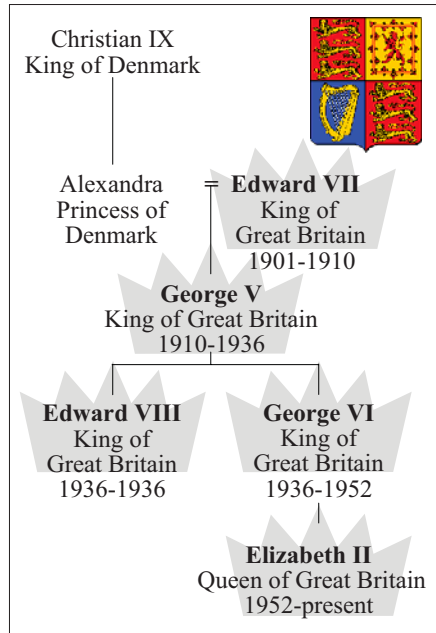 Christian IX
King of Denmark
Alexandra
Princess of
Denmark
= Edward VII
King of
Great Britain
1901-1910
George V
King of Great Britain
1910-1936
Edward VIII
King of
Great Britain
1936-1936
George VI
King of
Great Britain
1936-1952
Elizabeth II
Queen of Great Britain
1952-present